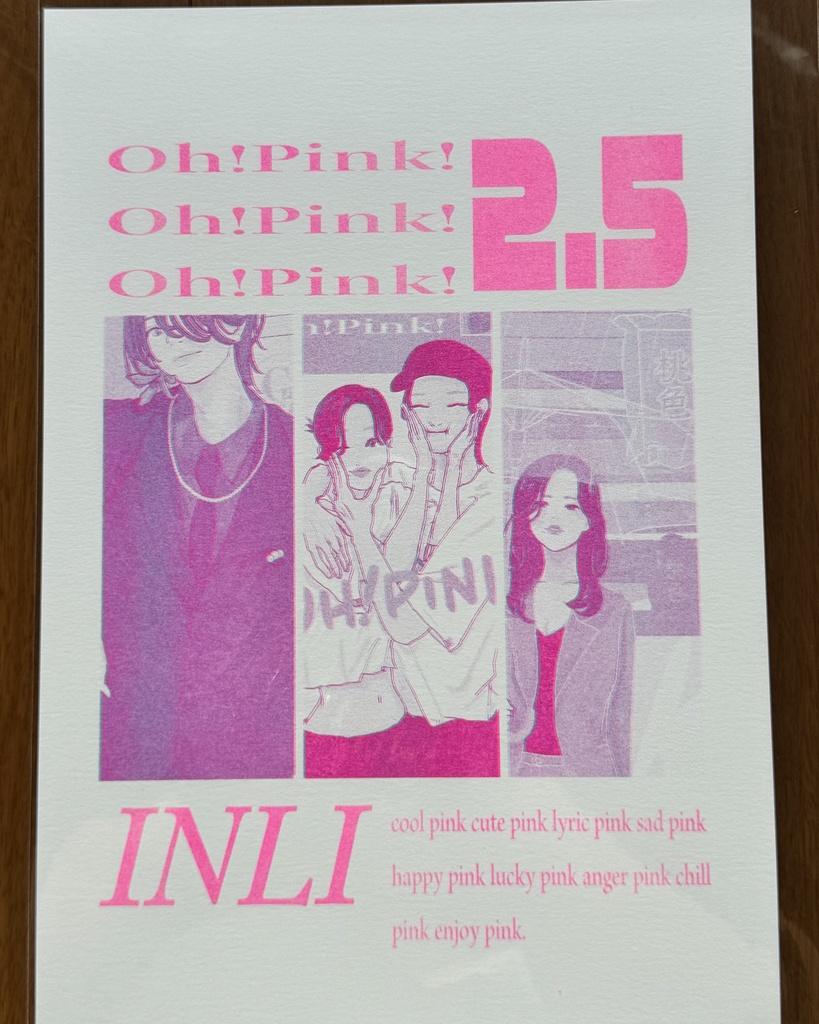 Oh!Pink!
Oh!Pink!
Oh!Pink!
2.5
h!Pink!
桃色
OH!PINI
INLI
cool pink cute pink lyric pink sad pink
happy pink lucky pink anger pink chill
pink enjoy pink.